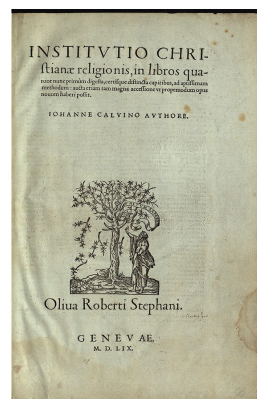 INSTITVTIO CHRI-
stianæ religionis, in libros qua-
tuor nunc primùm digesta, certisque distincta capitibus, ad aptissimam
methodum: aucta etiam tam magna accessione vt propemodum opus
nouum haberi possit.
IOHANNE CALVINO AVTHORE.
Oliua Roberti Stephani.
GENEVAE.
M. D. LIX.